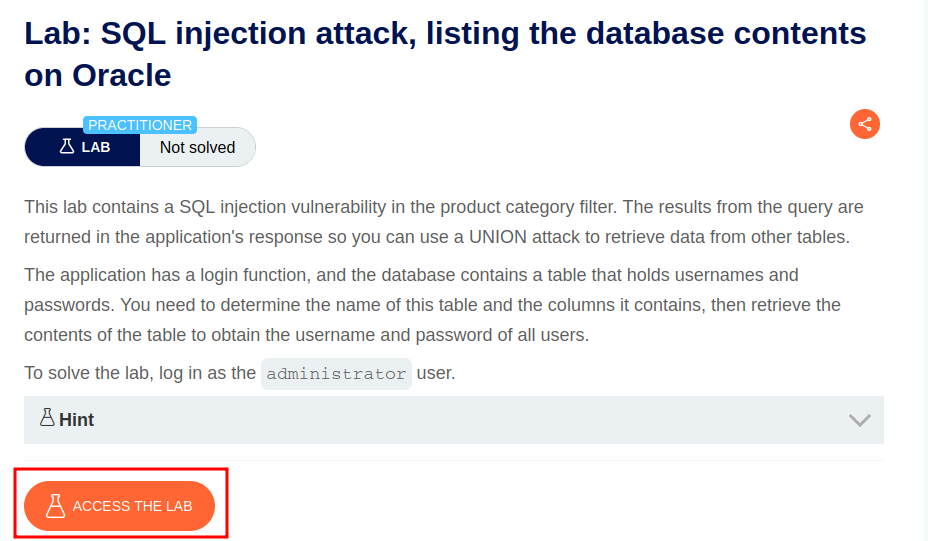 Lab: SQL injection attack, listing the database contents
on Oracle
PRACTITIONER
LAB
Not solved
This lab contains a SQL injection vulnerability in the product category filter. The results from the query are
returned in the application's response so you can use a UNION attack to retrieve data from other tables.
The application has a login function, and the database contains a table that holds usernames and
passwords. You need to determine the name of this table and the columns it contains, then retrieve the
contents of the table to obtain the username and password of all users.
To solve the lab, log in as the administrator user.
Hint
ACCESS THE LAB